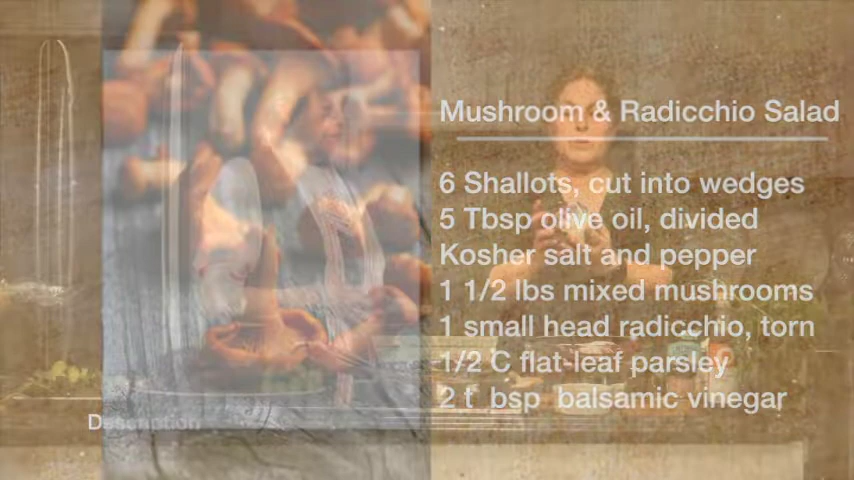 Mushroom & Radicchio Salad
6 Shallots, cut into wedges
5 Tbsp olive oil, divided
Kosher salt and pepper
1 1/2 lbs mixed mushrooms
1 small head radicchio, torn
1/2 C flat-leaf parsley
2 t bsp balsamic vinegar
Description